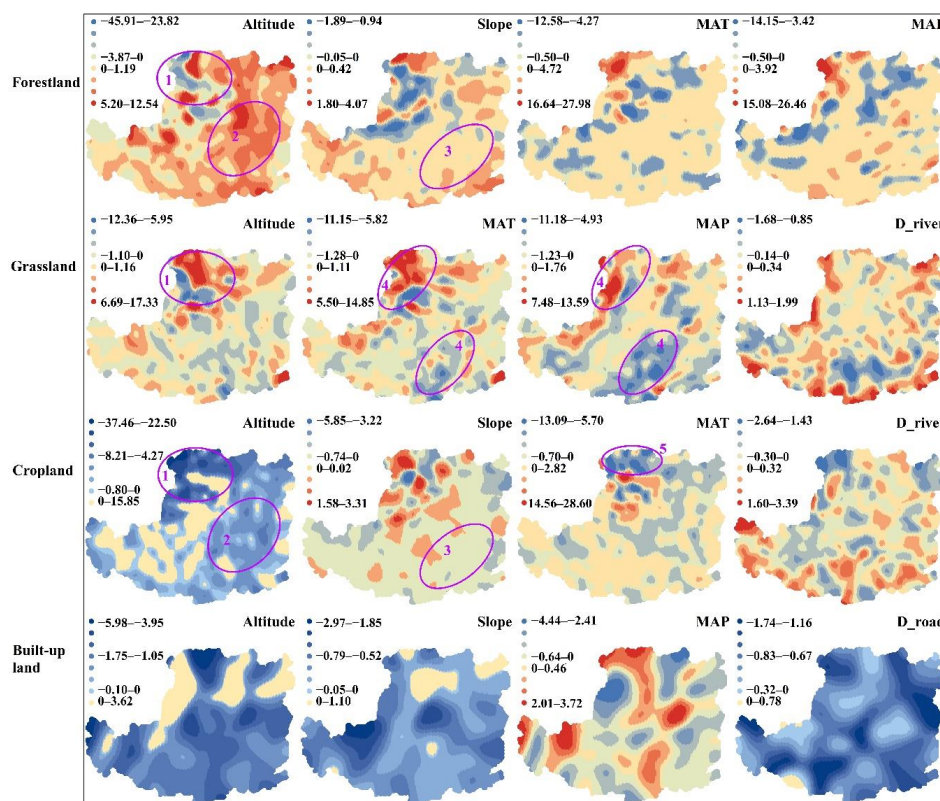 −45.91–−23.82 Altitude
−3.87–0
0–1.19
5.20–12.54
1
2
−1.89–−0.94 Slope
−0.05–0
0–0.42
1.80–4.07
3
−12.58–−4.27 MAT
−0.50–0
0–4.72
16.64–27.98
−14.15–−3.42 MAP
−0.50–0
0–3.92
15.08–26.46
Forestland
−12.36–−5.95 Altitude
−1.10–0
0–1.16
6.69–17.33
1
−11.15–−5.82 MAT
−1.28–0
0–1.11
5.50–14.85
4
4
−11.18–−4.93 MAP
−1.23–0
0–1.76
7.48–13.59
4
4
−1.68–−0.85 D_river
−0.14–0
0–0.34
1.13–1.99
Grassland
−37.46–−22.50 Altitude
−8.21–−4.27
−0.80–0
0–15.85
1
2
−5.85–−3.22 Slope
−0.74–0
0–0.02
1.58–3.31
3
−13.09–−5.70 MAT
−0.70–0
0–2.82
14.56–28.60
5
−2.64–−1.43 D_river
−0.30–0
0–0.32
1.60–3.39
Cropland
−5.98–−3.95 Altitude
−1.75–−1.05
−0.10–0
0–3.62
−2.97–−1.85 Slope
−0.79–−0.52
−0.05–0
0–1.10
−4.44–−2.41 MAP
−0.64–0
0–0.46
2.01–3.72
−1.74–−1.16 D_road
−0.83–−0.67
−0.32–0
0–0.78
Built-up
land